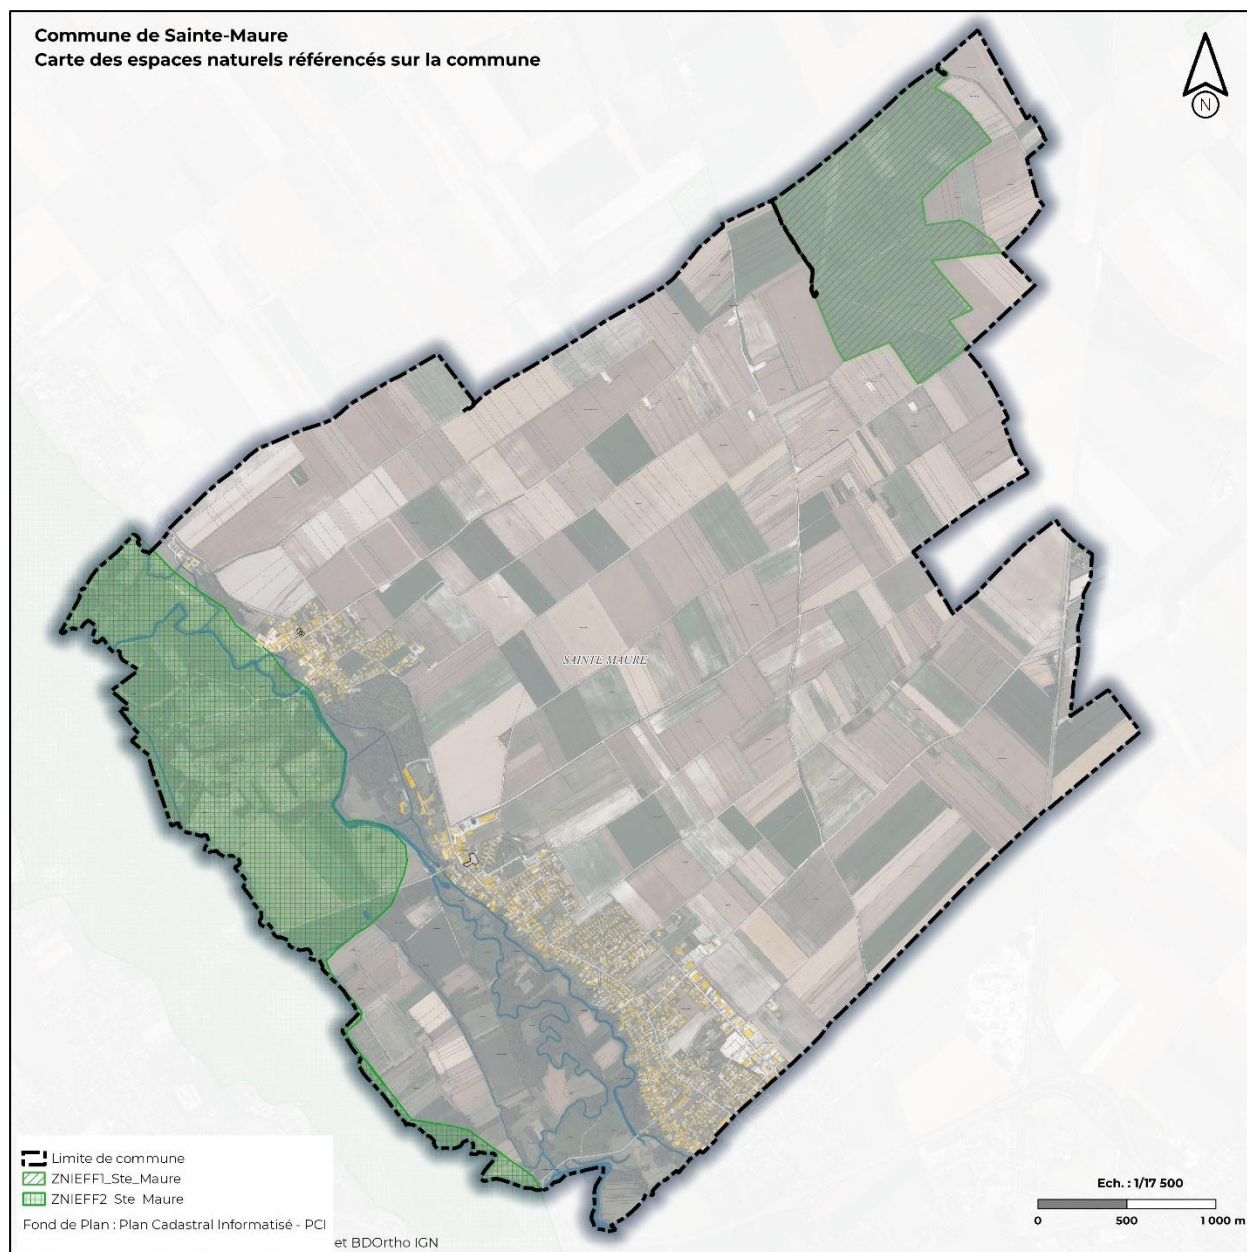 Commune de Sainte-Maure
Carte des espaces naturels référencés sur la commune
N
SAINTE MAURE
Limite de commune
ZNIEFF1_Ste_Maure
ZNIEFF2 Ste Maure
Fond de Plan : Plan Cadastral Informatisé - PCI
et BDOrtho IGN
Ech. : 1/17 500
0 500 1 000 m